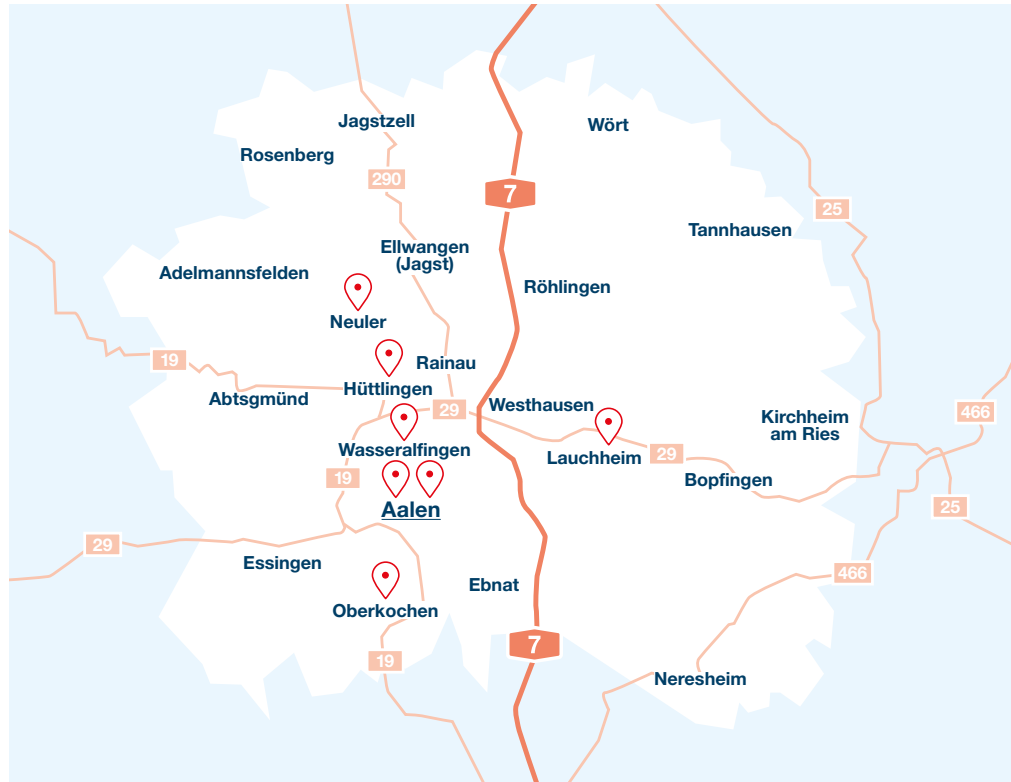 Jagstzell
Wört
Rosenberg
290
7
25
Tannhausen
Ellwangen
(Jagst)
Adelmannsfelden
Röhlingen
Neuler
19
Rainau
Hüttlingen
Abtsgmünd
29
Westhausen
466
Kirchheim
am Ries
Wasseralfingen
Lauchheim
29
19
Bopfingen
Aalen
25
29
Essingen
466
Ebnat
Oberkochen
7
19
Neresheim